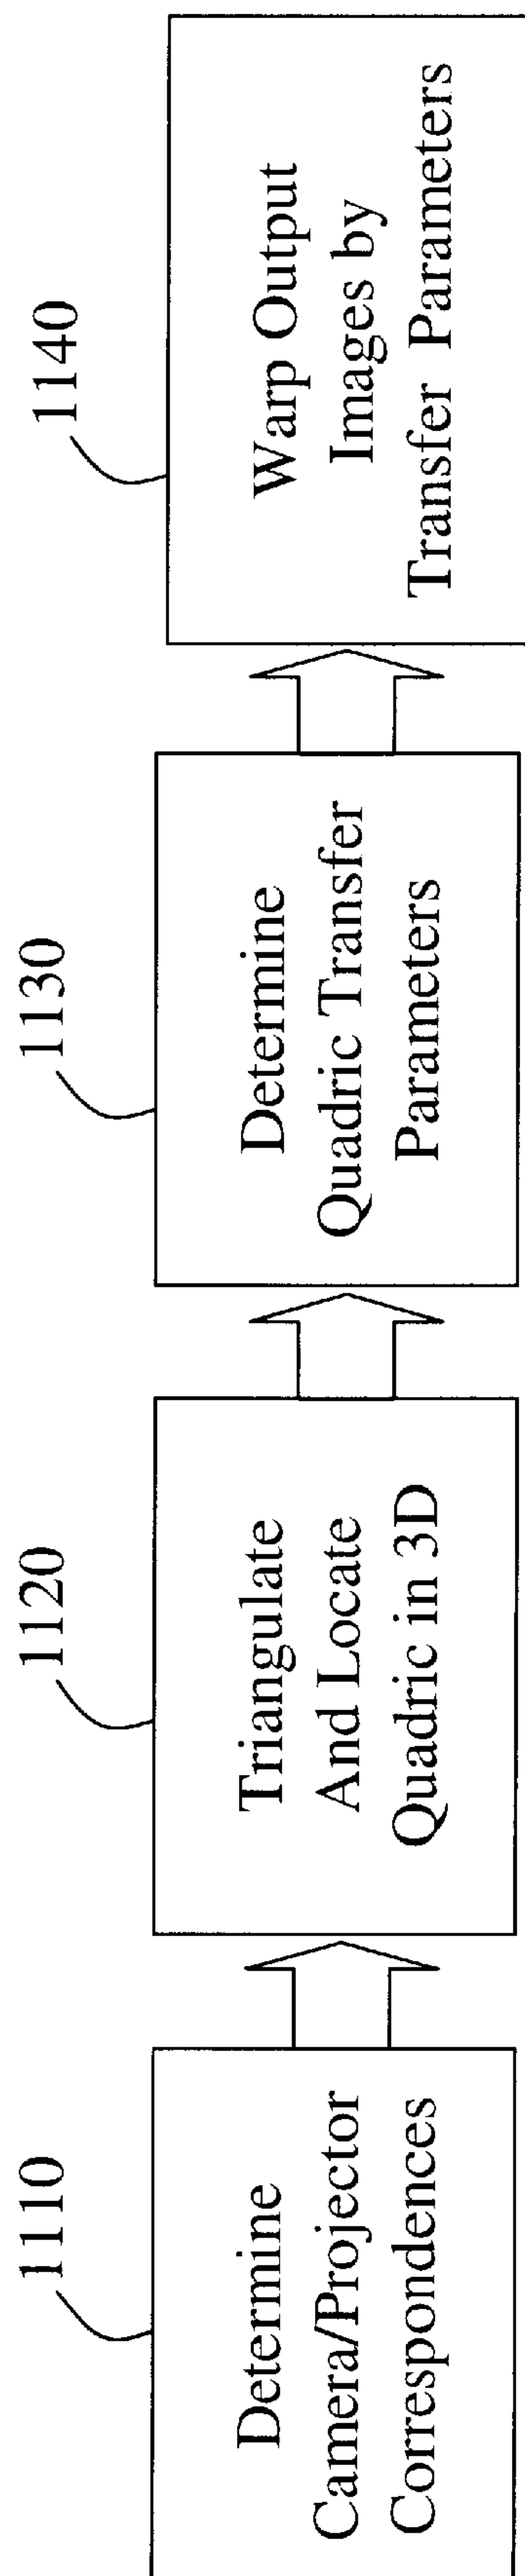 1110
Determine
Camera/Projector
Correspondences
1120
Triangulate
And Locate
Quadric in 3D
1130
Determine
Quadric Transfer
Parameters
1140
Warp Output
Images by
Transfer Parameters